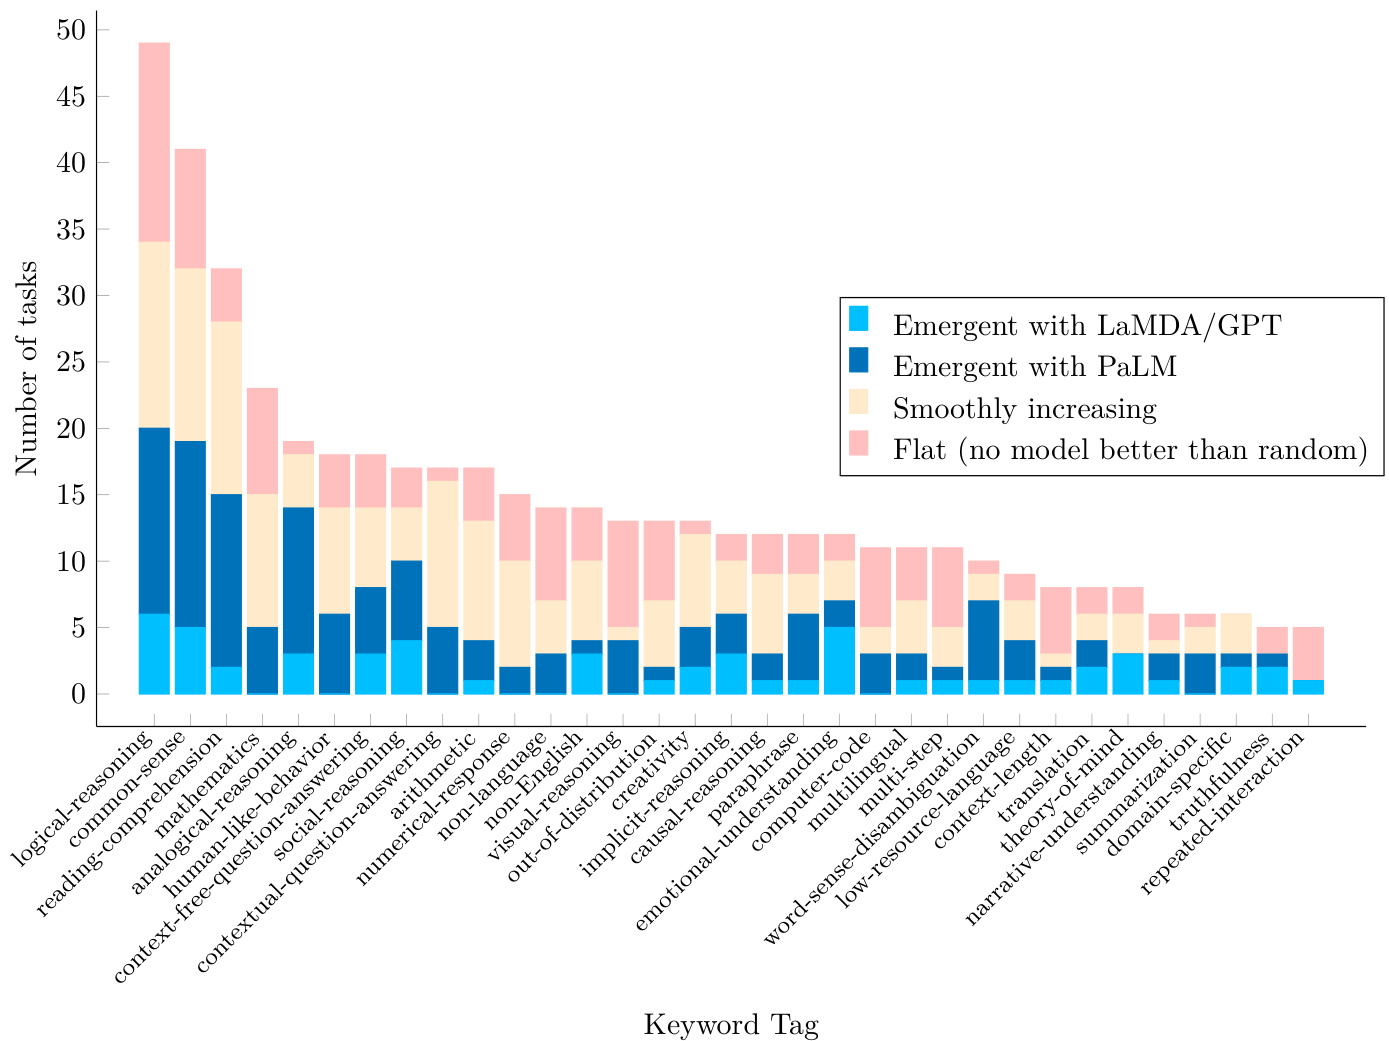 50
45
40
35
30
25
20
15
10
5
0
Number of tasks
Emergent with LaMDA/GPT
Emergent with PaLM
Smoothly increasing
Flat (no model better than random)
logical-reasoning
common-sense
reading-comprehension
mathematics
analogical-reasoning
human-like-behavior
context-free-question-answering
social-reasoning
contextual-question-answering
arithmetic
numerical-response
non-language
non-English
visual-reasoning
out-of-distribution
creativity
implicit-reasoning
causal-reasoning
paraphrase
emotional-understanding
computer-code
multilingual
multi-step
word-sense-disambiguation
low-resource-language
context-length
translation
theory-of-mind
narrative-understanding
summarization
domain-specific
truthfulness
repeated-interaction
Keyword Tag